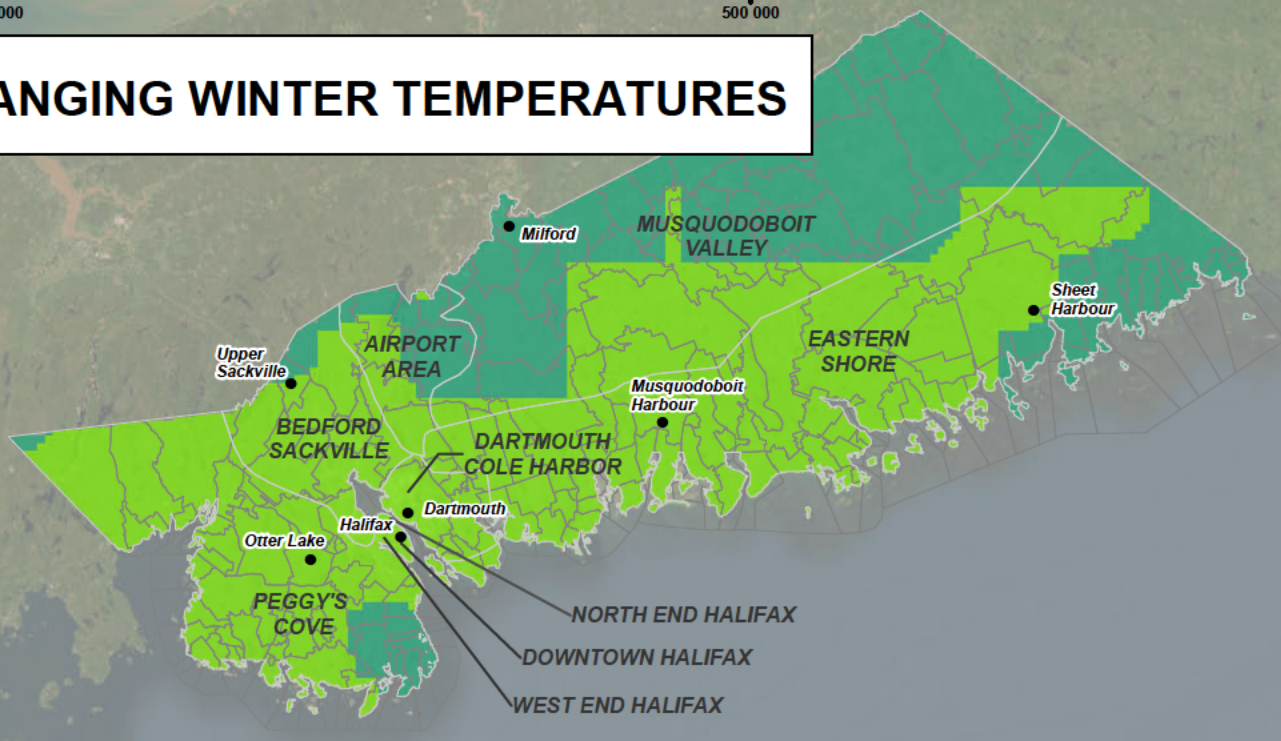 000
500 000
ANGING WINTER TEMPERATURES
Milford
MUSQUODOBOIT
VALLEY
Sheet
Harbour
EASTERN
SHORE
AIRPORT
AREA
Upper
Sackville
Musquodoboit
Harbour
BEDFORD
SACKVILLE
DARTMOUTH
COLE HARBOR
Dartmouth
Halifax
Otter Lake
PEGGY'S
COVE
NORTH END HALIFAX
DOWNTOWN HALIFAX
WEST END HALIFAX